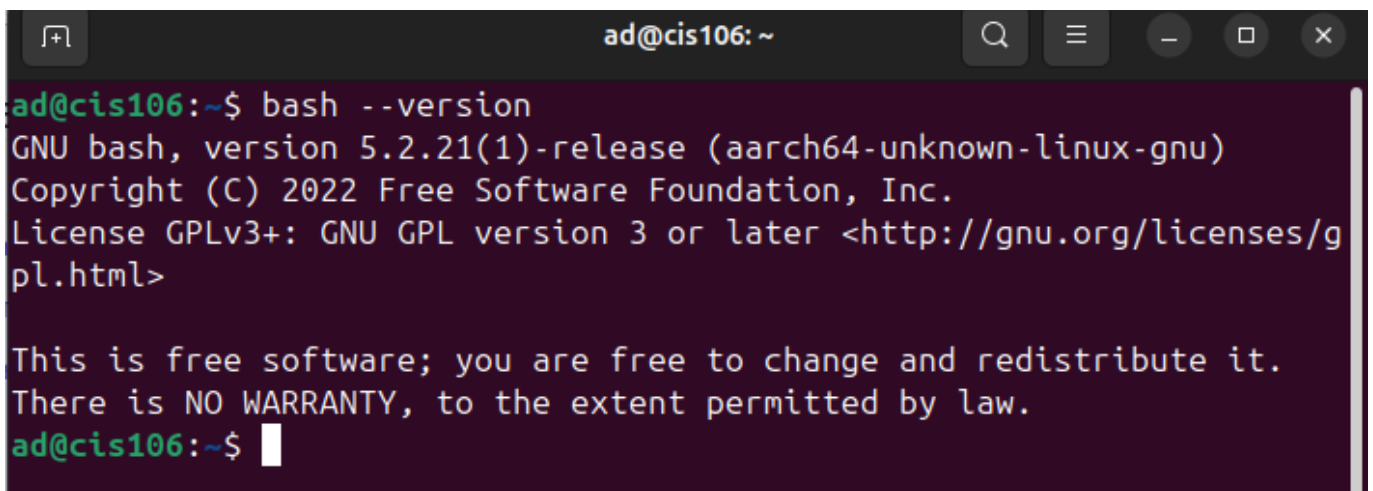 ad@cis106: ~
ad@cis106:~$ bash --version
GNU bash, version 5.2.21(1)-release (aarch64-unknown-linux-gnu)
Copyright (C) 2022 Free Software Foundation, Inc.
License GPLv3+: GNU GPL version 3 or later <http://gnu.org/licenses/g
pl.html>

This is free software; you are free to change and redistribute it.
There is NO WARRANTY, to the extent permitted by law.
ad@cis106:~$